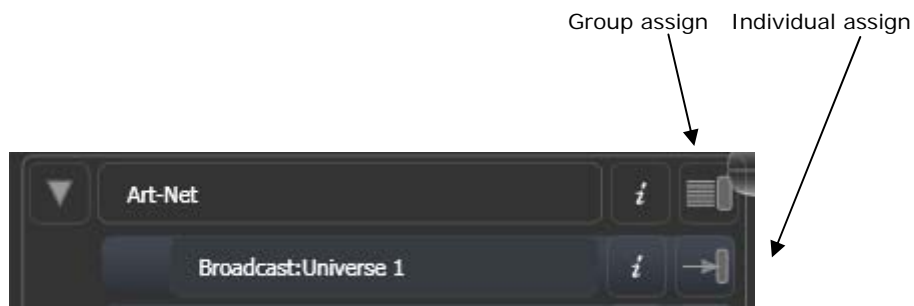 Group assign Individual assign
Art-Net i
Broadcast:Universe 1 i